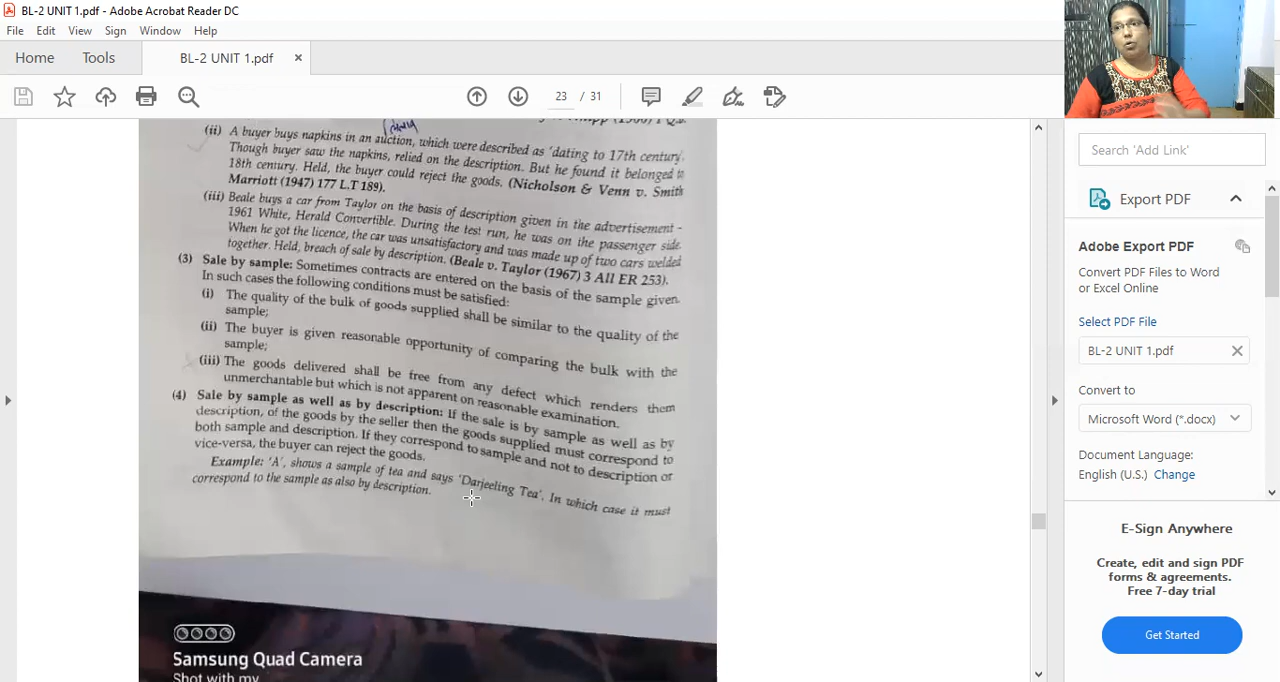 BL-2 UNIT 1.pdf - Adobe Acrobat Reader DC
File Edit View Sign Window Help
Home Tools BL-2 UNIT 1.pdf ×
23 / 31
(ii) A buyer buys napkins in an auction, which were described as 'dating to 17th century'.
Though buyer saw the napkins, relied on the description. But he found it belonged to
18th century. Held, the buyer could reject the goods. (Nicholson & Venn v. Smith
Marriott (1947) 177 L.T 189).
(iii) Beale buys a car from Taylor on the basis of description given in the advertisement -
1961 White, Herald Convertible. During the test run, he was on the passenger side.
When he got the licence, the car was unsatisfactory and was made up of two cars welded
together. Held, breach of sale by description. (Beale v. Taylor (1967) 3 All ER 253).
(3) Sale by sample: Sometimes contracts are entered on the basis of the sample given.
In such cases the following conditions must be satisfied:
(i) The quality of the bulk of goods supplied shall be similar to the quality of the
sample;
(ii) The buyer is given reasonable opportunity of comparing the bulk with the
sample;
(iii) The goods delivered shall be free from any defect which renders them
unmerchantable but which is not apparent on reasonable examination.
(4) Sale by sample as well as by description: If the sale is by sample as well as by
description, of the goods by the seller then the goods supplied must correspond to
both sample and description. If they correspond to sample and not to description or
vice-versa, the buyer can reject the goods.
Example: 'A', shows a sample of tea and says 'Darjeeling Tea'. In which case it must
correspond to the sample as also by description.
Samsung Quad Camera
Shot with my
Search 'Add Link'
Export PDF
Adobe Export PDF
Convert PDF Files to Word
or Excel Online
Select PDF File
BL-2 UNIT 1.pdf
Convert to
Microsoft Word (*.docx)
Document Language:
English (U.S.) Change
E-Sign Anywhere
Create, edit and sign PDF
forms & agreements.
Free 7-day trial
Get Started